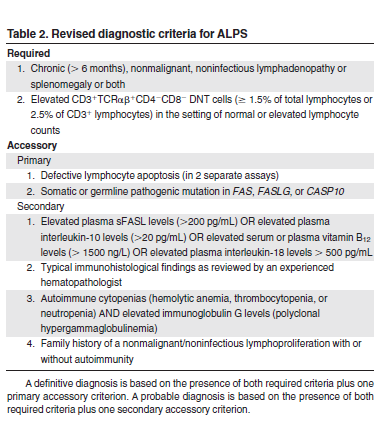 Table 2. Revised diagnostic criteria for ALPS
Required
1. Chronic (> 6 months), nonmalignant, noninfectious lymphadenopathy or
splenomegaly or both
2. Elevated CD3⁺TCRαβ⁺CD4⁻CD8⁻ DNT cells (≥ 1.5% of total lymphocytes or
2.5% of CD3⁺ lymphocytes) in the setting of normal or elevated lymphocyte
counts
Accessory
Primary
1. Defective lymphocyte apoptosis (in 2 separate assays)
2. Somatic or germline pathogenic mutation in FAS, FASLG, or CASP10
Secondary
1. Elevated plasma sFASL levels (>200 pg/mL) OR elevated plasma
interleukin-10 levels (>20 pg/mL) OR elevated serum or plasma vitamin B₁₂
levels (> 1500 ng/L) OR elevated plasma interleukin-18 levels > 500 pg/mL
2. Typical immunohistological findings as reviewed by an experienced
hematopathologist
3. Autoimmune cytopenias (hemolytic anemia, thrombocytopenia, or
neutropenia) AND elevated immunoglobulin G levels (polyclonal
hypergammaglobulinemia)
4. Family history of a nonmalignant/noninfectious lymphoproliferation with or
without autoimmunity
A definitive diagnosis is based on the presence of both required criteria plus one
primary accessory criterion. A probable diagnosis is based on the presence of both
required criteria plus one secondary accessory criterion.